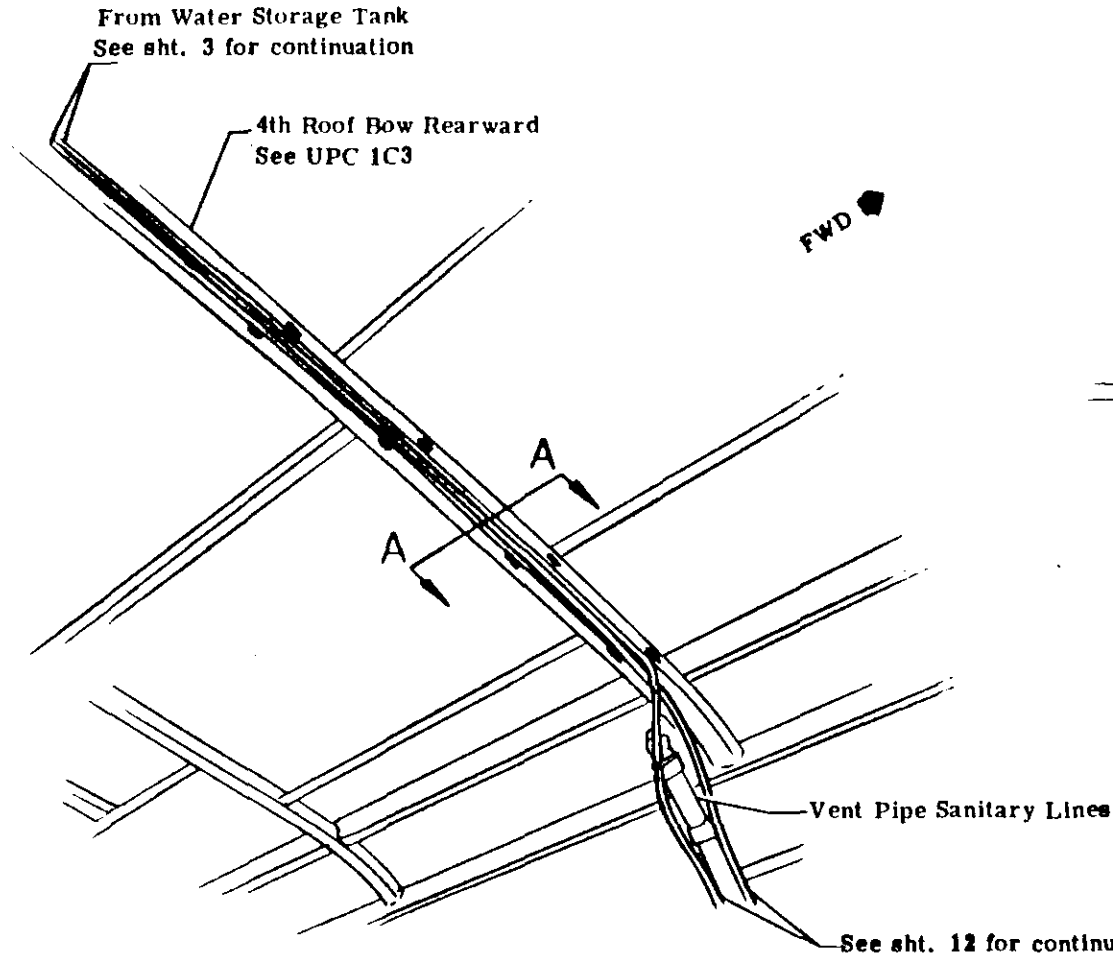 From Water Storage Tank
See sht. 3 for continuation
4th Roof Bow Rearward
See UPC 1C3
FWD
A
A
Vent Pipe Sanitary Lines
See sht. 12 for continu